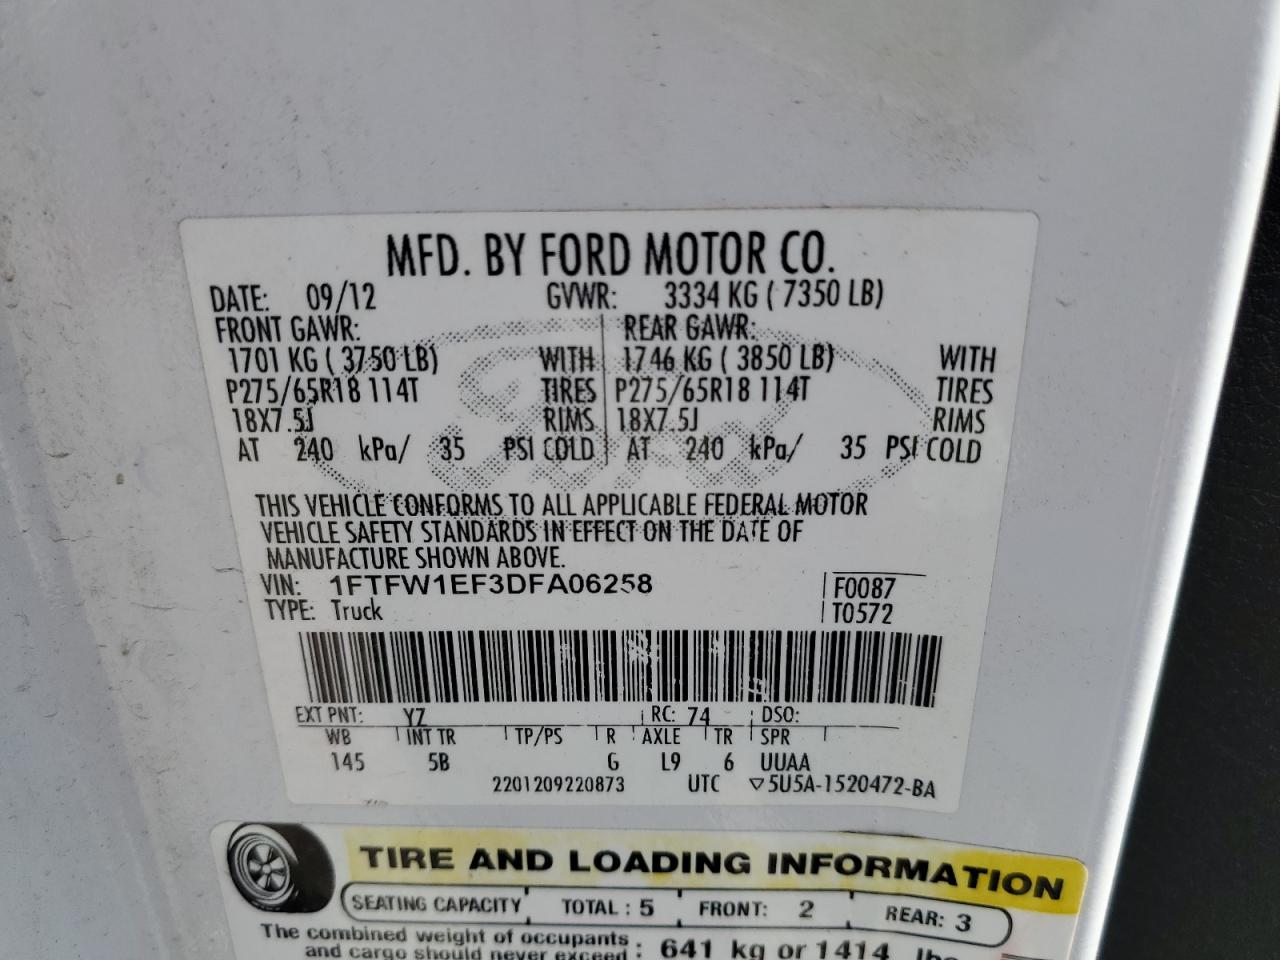 MFD. BY FORD MOTOR CO.
DATE: 09/12 GVWR: 3334 KG ( 7350 LB)
FRONT GAWR: REAR GAWR:
1701 KG ( 3750 LB) WITH 1746 KG ( 3850 LB) WITH
P275/65R18 114T TIRES P275/65R18 114T TIRES
18X7.5J RIMS 18X7.5J RIMS
AT 240 kPa/ 35 PSI COLD AT 240 kPa/ 35 PSI COLD
THIS VEHICLE CONFORMS TO ALL APPLICABLE FEDERAL MOTOR
VEHICLE SAFETY STANDARDS IN EFFECT ON THE DATE OF
MANUFACTURE SHOWN ABOVE.
VIN: 1FTFW1EF3DFA06258 F0087
TYPE: Truck T0572
EXT PNT: YZ RC: 74 DSO:
WB INT TR TP/PS R AXLE TR SPR
145 5B G L9 6 UUAA
2201209220873 UTC ▽5U5A-1520472-BA
TIRE AND LOADING INFORMATION
SEATING CAPACITY TOTAL : 5 FRONT: 2 REAR: 3
The combined weight of occupants
and cargo should never exceed : 641 kg or 1414 lbs